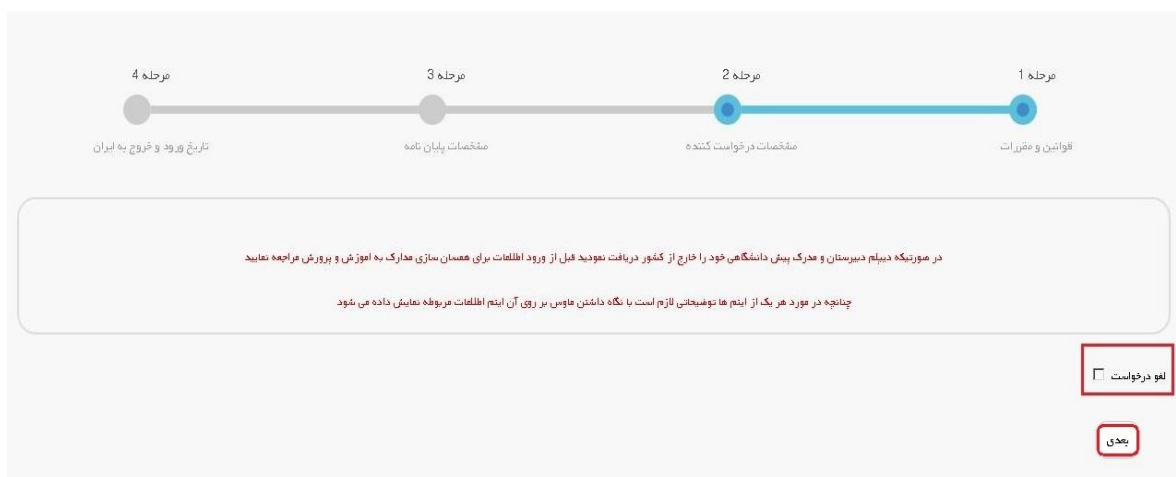 مرحله 1
مرحله 2
مرحله 3
مرحله 4
قوانین و مقررات
مشخصات درخواست کننده
مشخصات پایان نامه
تاریخ ورود و خروج به ایران
در صورتیکه دیپلم دبیرستان و مدرک پیش دانشگاهی خود را خارج از کشور دریافت نمودید قبل از ورود اطلاعات برای همسان سازی مدارک به اموزش و پرورش مراجعه نمایید
چنانچه در مورد هر یک از ایتم ها توضیحاتی لازم است با نگاه داشتن ماوس بر روی آن ایتم اطلاعات مربوطه نمایش داده می شود
لغو درخواست
بعدی